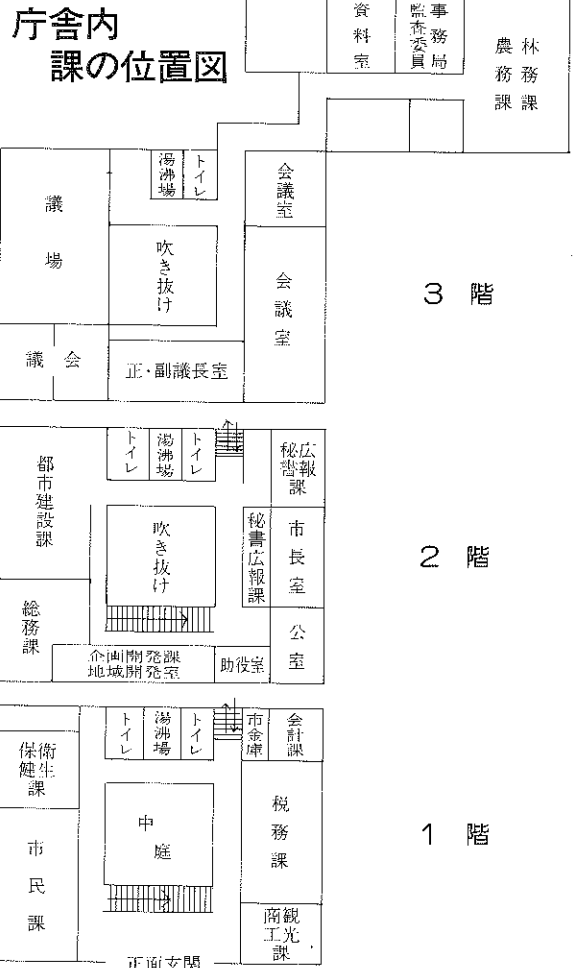 庁舎内
課の位置図
資料室
監査委員
事務局
農務課
林務課
湯沸場
トイレ
会議室
議場
吹き抜け
会議室
3階
議会
正・副議長室
トイレ
湯沸場
トイレ
秘書広報課
都市建設課
吹き抜け
秘書広報課
市長室
2階
総務課
企画開発課
地域開発室
助役室
公室
トイレ
湯沸場
トイレ
市金庫
会計課
保健衛生課
中庭
税務課
1階
市民課
商工観光課
正面玄関